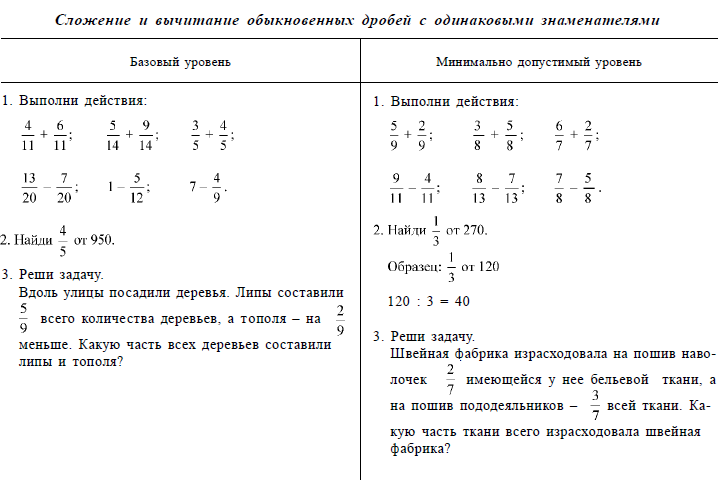 Сложение и вычитание обыкновенных дробей с одинаковыми знаменателями
Базовый уровень
1. Выполни действия:
4/11 + 6/11; 5/14 + 9/14; 3/5 + 4/5;
13/20 − 7/20; 1 − 5/12; 7 − 4/9.
2. Найди 4/5 от 950.
3. Реши задачу.
Вдоль улицы посадили деревья. Липы составили
5/9 всего количества деревьев, а тополя – на 2/9
меньше. Какую часть всех деревьев составили
липы и тополя?
Минимально допустимый уровень
1. Выполни действия:
5/9 + 2/9; 3/8 + 5/8; 6/7 + 2/7;
9/11 − 4/11; 8/13 − 7/13; 7/8 − 5/8.
2. Найди 1/3 от 270.
Образец: 1/3 от 120
120 : 3 = 40
3. Реши задачу.
Швейная фабрика израсходовала на пошив наво-
лочек 2/7 имеющейся у нее бельевой ткани, а
на пошив пододеяльников – 3/7 всей ткани. Ка-
кую часть ткани всего израсходовала швейная
фабрика?